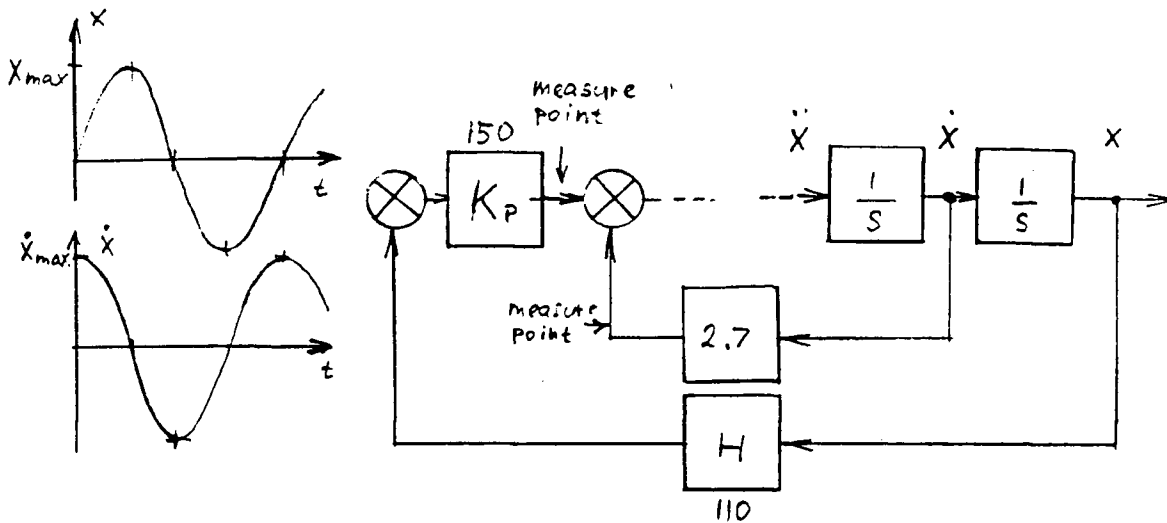 x
Xmax
t
ẋmax
ẋ
t
150
Kp
measure
point
Ẍ
1/s
Ẋ
1/s
X
measure
point
2.7
H
110